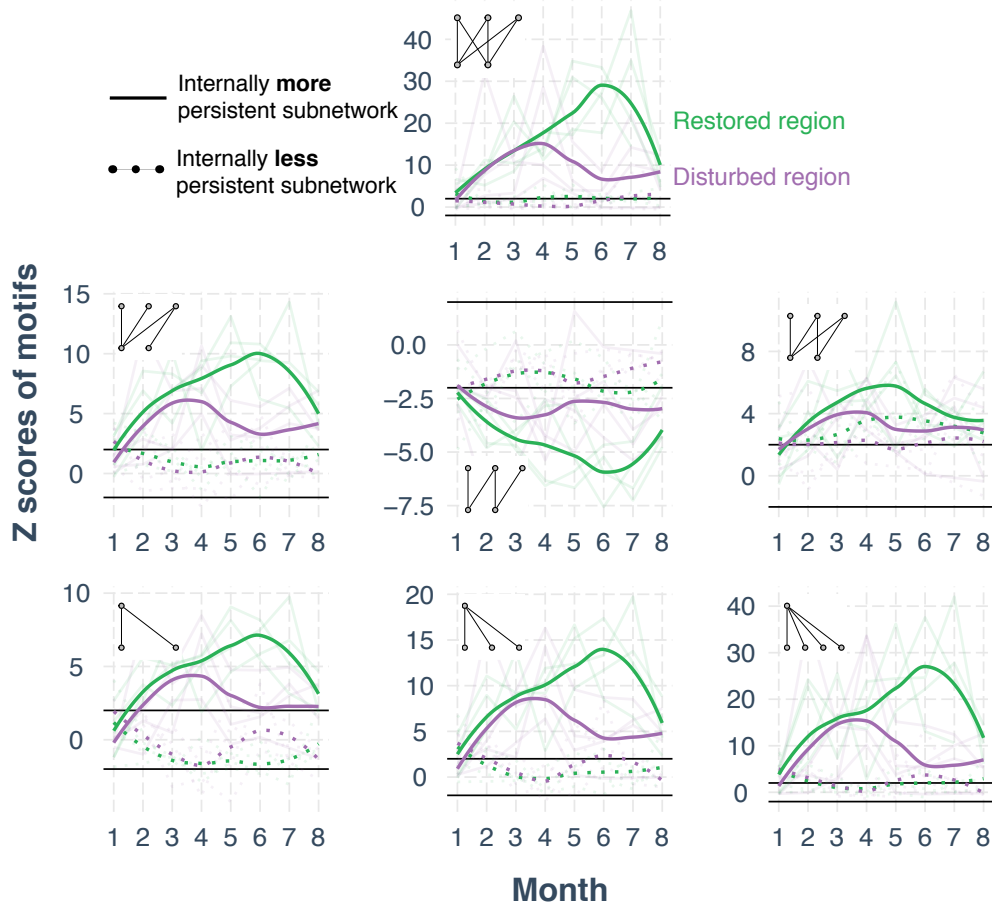 Internally more
persistent subnetwork
Internally less
persistent subnetwork
40
30
20
10
0
1 2 3 4 5 6 7 8
Restored region
Disturbed region
Z scores of motifs
15
10
5
0
1 2 3 4 5 6 7 8
0.0
−2.5
−5.0
−7.5
1 2 3 4 5 6 7 8
8
4
0
1 2 3 4 5 6 7 8
10
5
0
1 2 3 4 5 6 7 8
20
15
10
5
0
1 2 3 4 5 6 7 8
40
30
20
10
0
1 2 3 4 5 6 7 8
Month